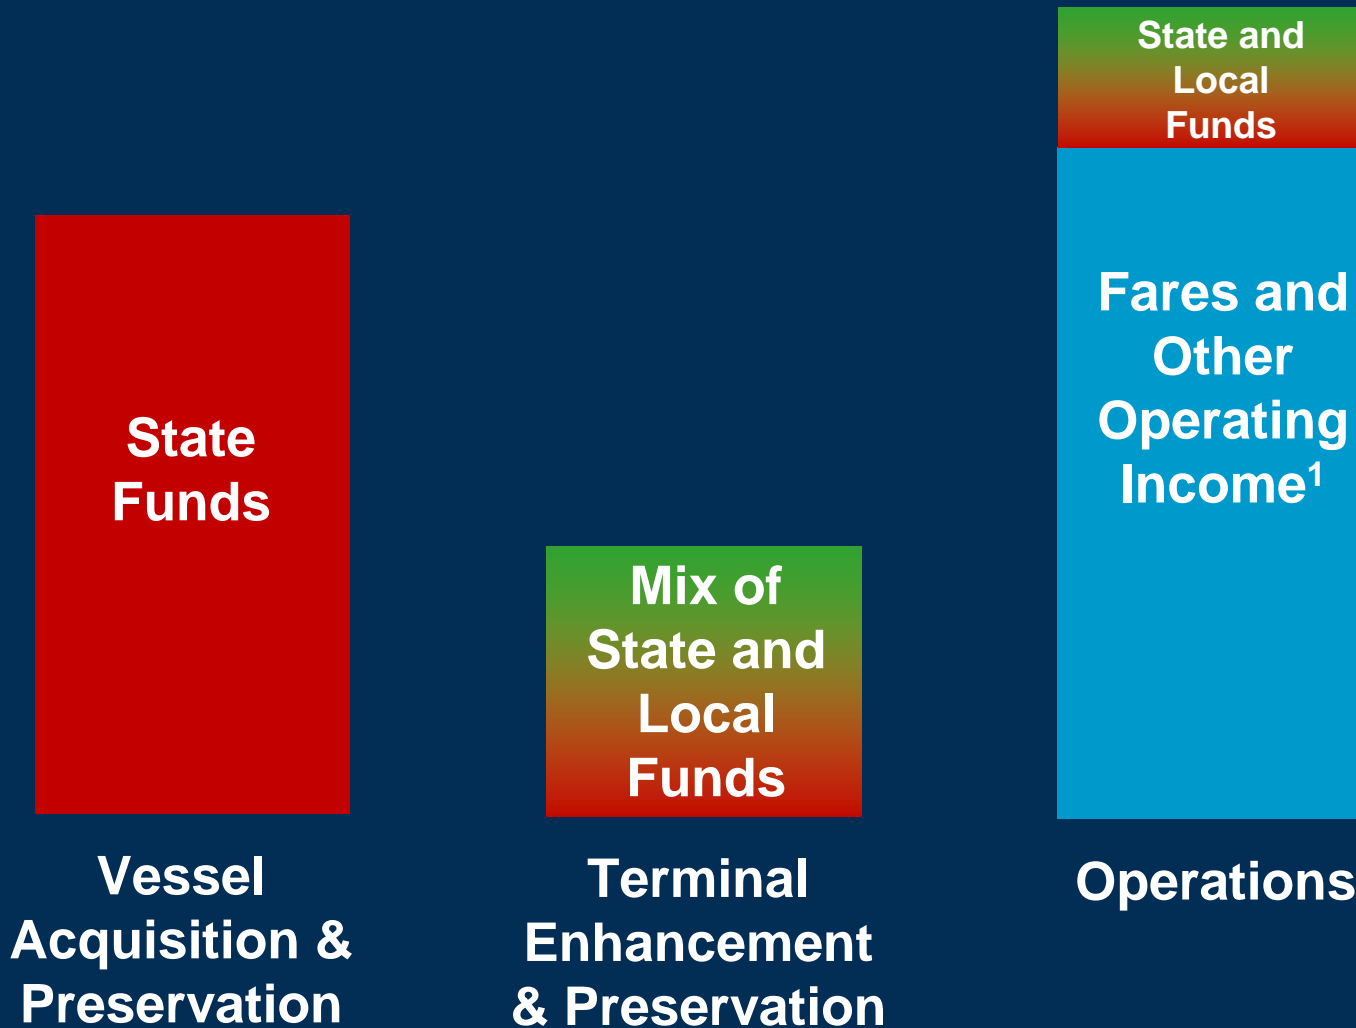 State and
Local
Funds
Fares and
Other
Operating
Income¹
State
Funds
Mix of
State and
Local
Funds
Vessel
Acquisition &
Preservation
Terminal
Enhancement
& Preservation
Operations